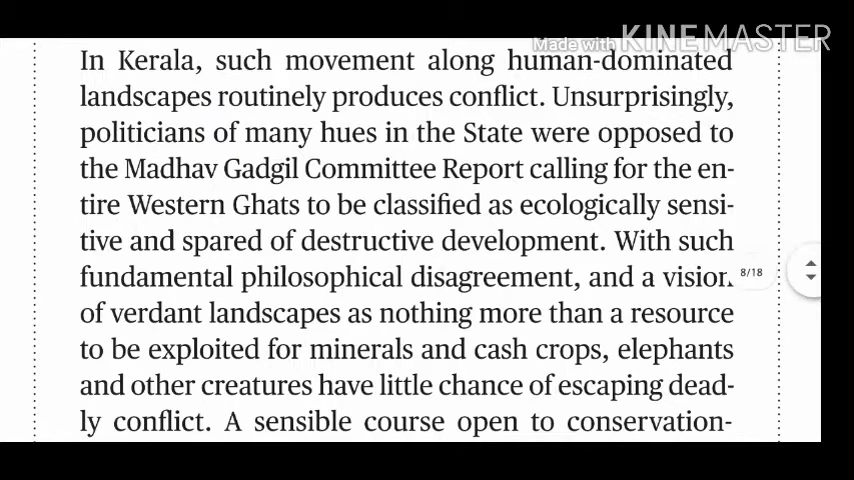 Made with KINEMASTER
In Kerala, such movement along human-dominated
landscapes routinely produces conflict. Unsurprisingly,
politicians of many hues in the State were opposed to
the Madhav Gadgil Committee Report calling for the en-
tire Western Ghats to be classified as ecologically sensi-
tive and spared of destructive development. With such
fundamental philosophical disagreement, and a vision
8/18
of verdant landscapes as nothing more than a resource
to be exploited for minerals and cash crops, elephants
and other creatures have little chance of escaping dead-
ly conflict. A sensible course open to conservation-